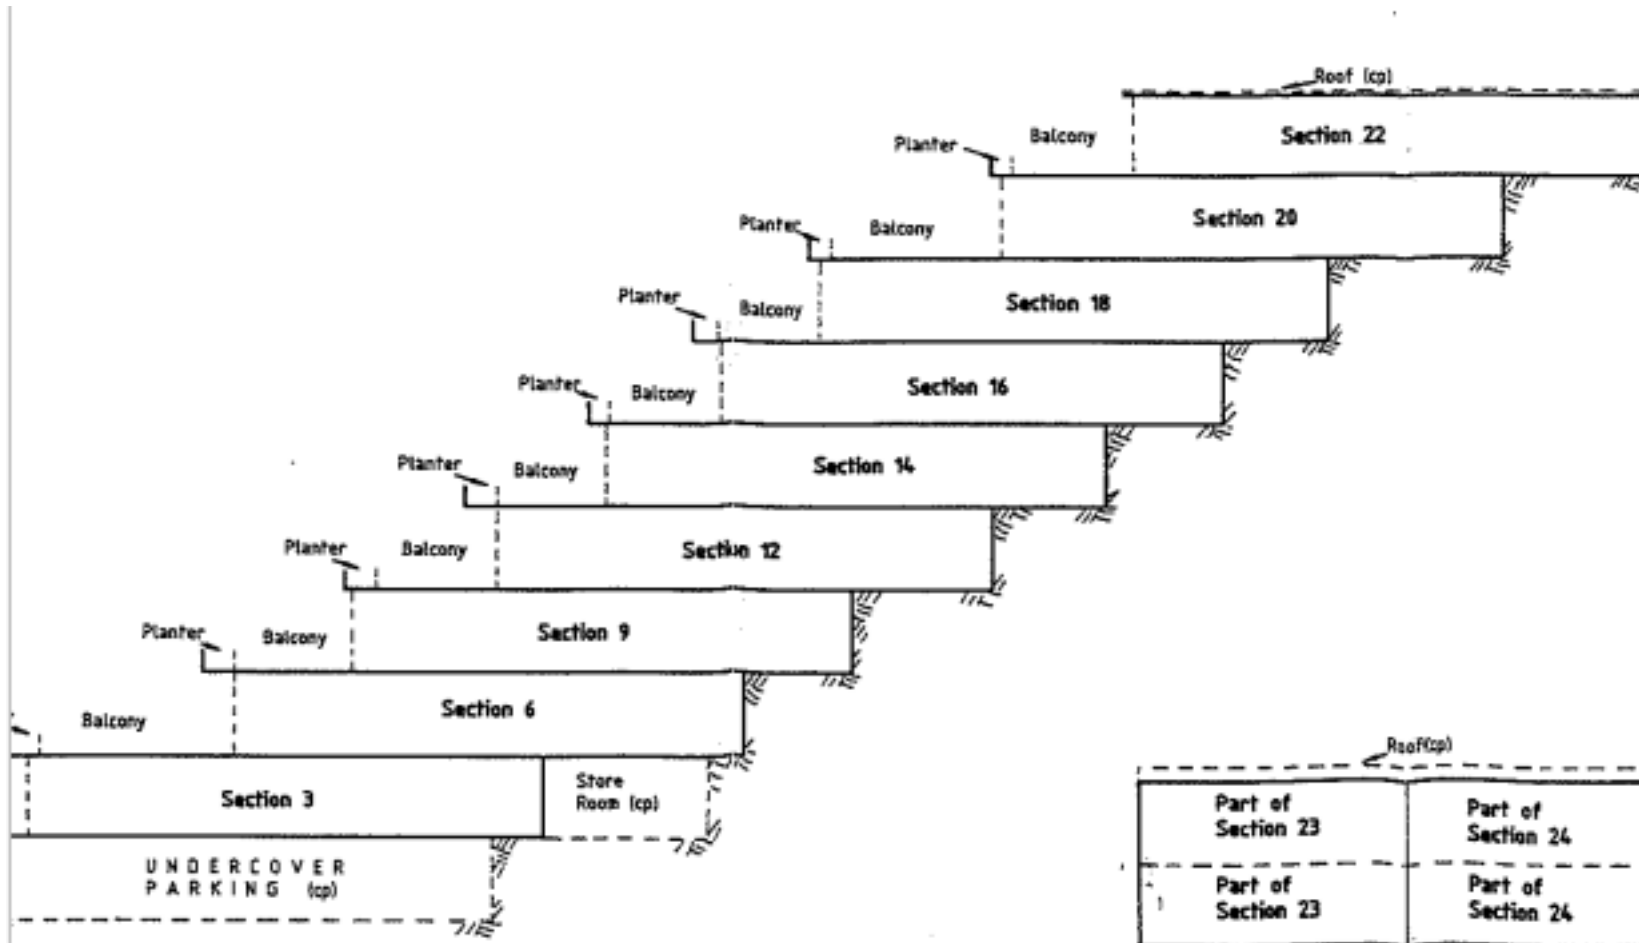 Roof (cp)
Section 22
Balcony
Planter
Section 20
Balcony
Planter
Section 18
Balcony
Planter
Section 16
Balcony
Planter
Section 14
Balcony
Planter
Section 12
Balcony
Planter
Section 9
Balcony
Planter
Section 6
Balcony
Section 3
Store
Room (cp)
UNDERCOVER
PARKING (cp)
Roof(cp)
Part of
Section 23
Part of
Section 24
Part of
Section 23
Part of
Section 24